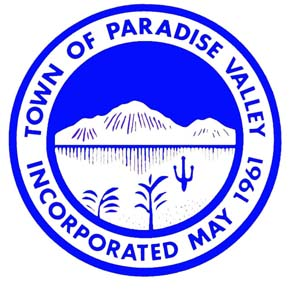 TOWN OF PARADISE VALLEY
INCORPORATED MAY 1961